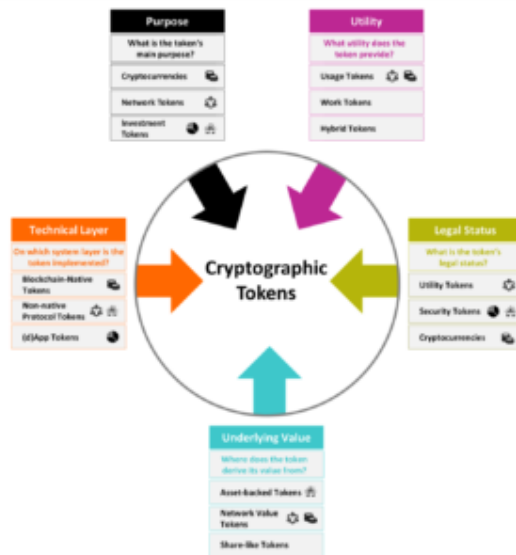 Purpose
What is the token's
main purpose?
Cryptocurrencies
Network Tokens
Investment
Tokens
Utility
What utility does the
token provide?
Usage Tokens
Work Tokens
Hybrid Tokens
Technical Layer
On which system layer is the
token implemented?
Blockchain-Native
Tokens
Non-native
Protocol Tokens
(d)App Tokens
Cryptographic
Tokens
Legal Status
What is the token's
legal status?
Utility Tokens
Security Tokens
Cryptocurrencies
Underlying Value
Where does the token
derive its value from?
Asset-backed Tokens
Network Value
Tokens
Share-like Tokens